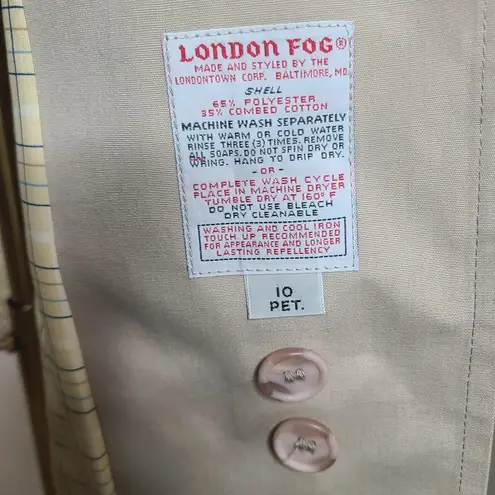 LONDON FOG®
MADE AND STYLED BY THE
LONDONTOWN CORP. BALTIMORE, MD.
SHELL
65% POLYESTER
35% COMBED COTTON
MACHINE WASH SEPARATELY
WITH WARM OR COLD WATER
RINSE THREE (3) TIMES. REMOVE
ALL SOAPS. DO NOT SPIN DRY OR
WRING. HANG TO DRIP DRY.
-OR-
COMPLETE WASH CYCLE
PLACE IN MACHINE DRYER
TUMBLE DRY AT 160° F
DO NOT USE BLEACH
DRY CLEANABLE
WASHING AND COOL IRON
TOUCH UP RECOMMENDED
FOR APPEARANCE AND LONGER
LASTING REPELLENCY
10
PET.